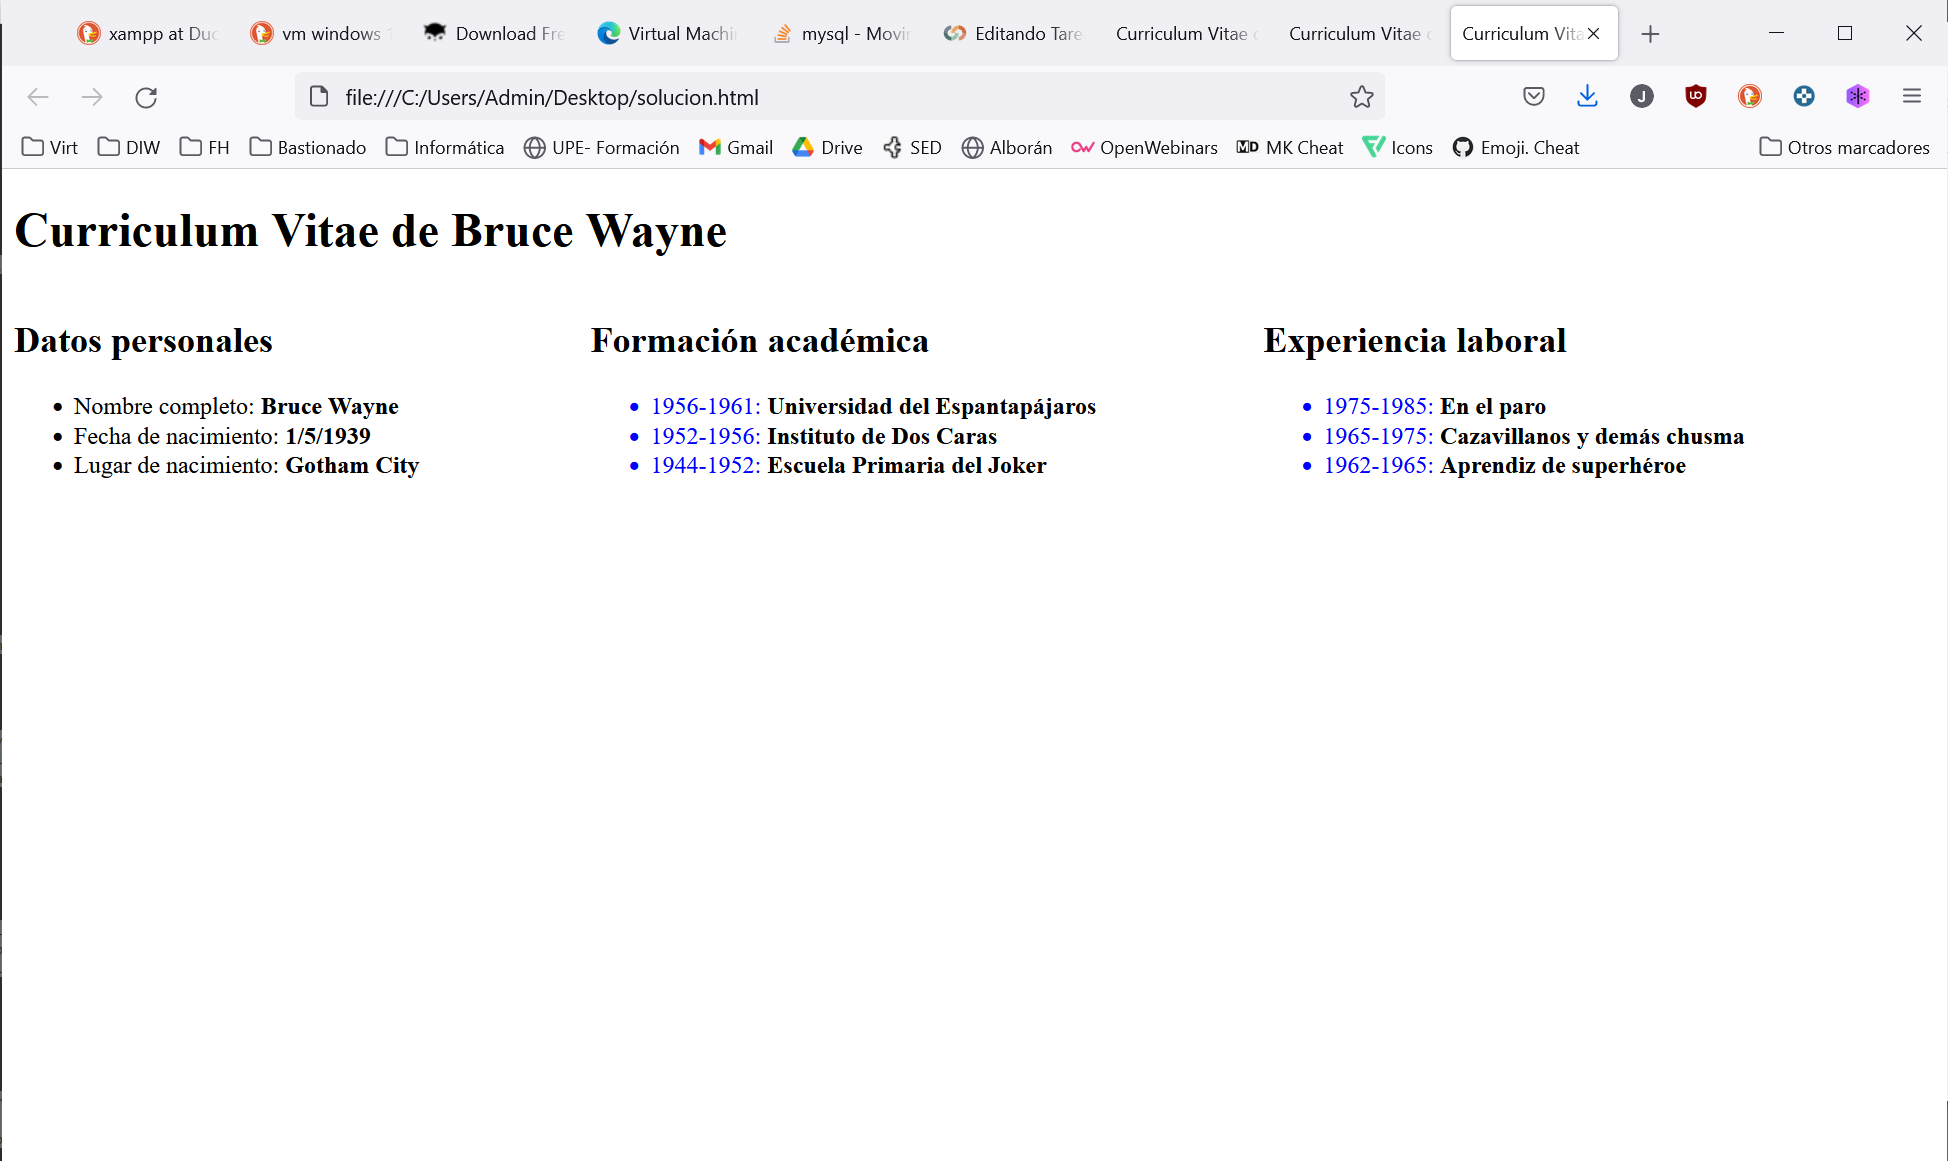 xampp at Duc
vm windows 1
Download Fre
Virtual Machi
mysql - Movin
Editando Tare
Curriculum Vitae d
Curriculum Vitae d
Curriculum Vita
file:///C:/Users/Admin/Desktop/solucion.html
J
Virt
DIW
FH
Bastionado
Informática
UPE- Formación
Gmail
Drive
SED
Alborán
OW OpenWebinars
MD MK Cheat
Icons
Emoji. Cheat
Otros marcadores
Curriculum Vitae de Bruce Wayne
Datos personales
Nombre completo: Bruce Wayne
Fecha de nacimiento: 1/5/1939
Lugar de nacimiento: Gotham City
Formación académica
1956-1961: Universidad del Espantapájaros
1952-1956: Instituto de Dos Caras
1944-1952: Escuela Primaria del Joker
Experiencia laboral
1975-1985: En el paro
1965-1975: Cazavillanos y demás chusma
1962-1965: Aprendiz de superhéroe